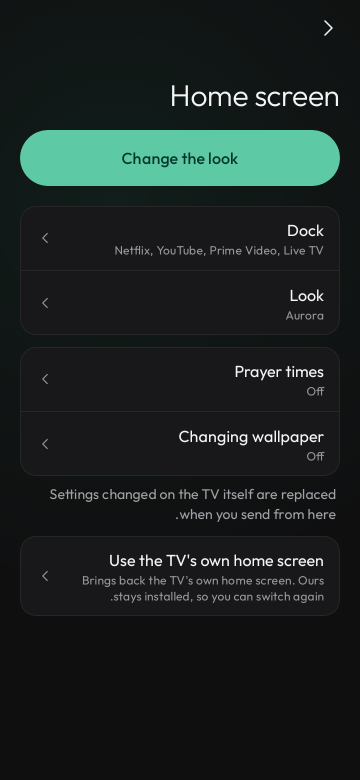 Home screen
Change the look
Dock
Netflix, YouTube, Prime Video, Live TV
Look
Aurora
Prayer times
Off
Changing wallpaper
Off
Settings changed on the TV itself are replaced
.when you send from here
Use the TV's own home screen
Brings back the TV's own home screen. Ours
.stays installed, so you can switch again